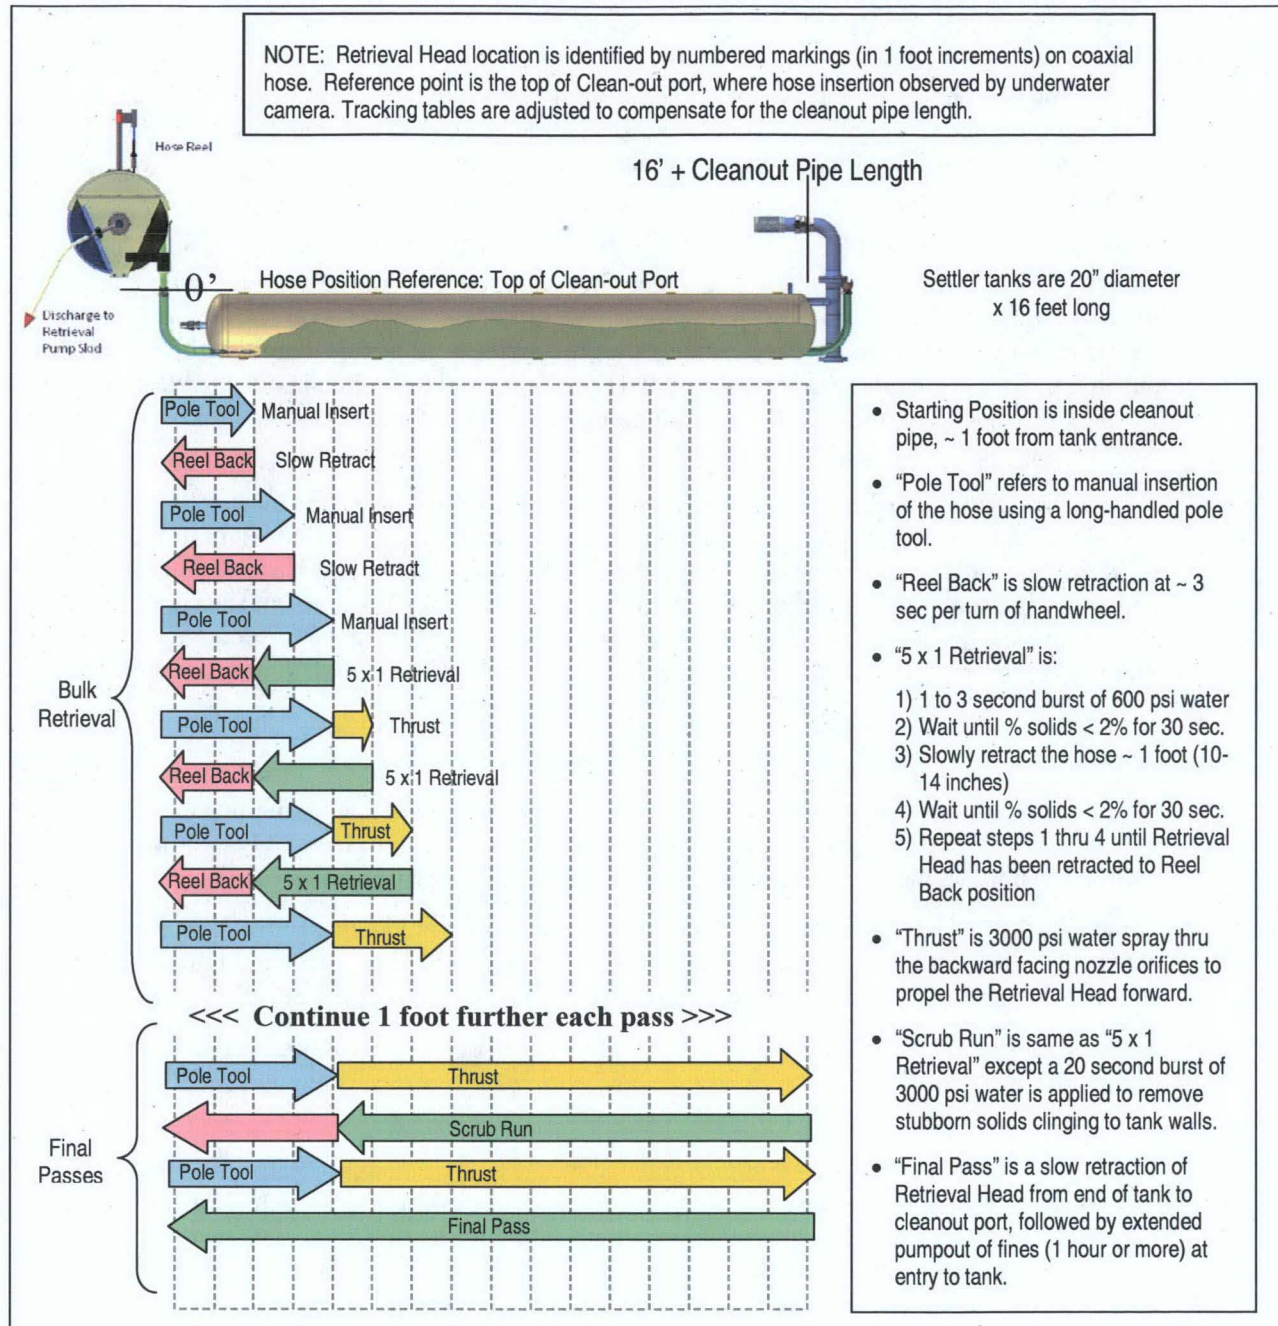 NOTE: Retrieval Head location is identified by numbered markings (in 1 foot increments) on coaxial
hose. Reference point is the top of Clean-out port, where hose insertion observed by underwater
camera. Tracking tables are adjusted to compensate for the cleanout pipe length.
Hose Reel
16' + Cleanout Pipe Length
0'
Hose Position Reference: Top of Clean-out Port
Settler tanks are 20" diameter
x 16 feet long
Discharge to
Retrieval
Pump Skid
Bulk
Retrieval
Pole Tool Manual Insert
Reel Back Slow Retract
Pole Tool Manual Insert
Reel Back Slow Retract
Pole Tool Manual Insert
Reel Back 5 x 1 Retrieval
Pole Tool Thrust
Reel Back 5 x 1 Retrieval
Pole Tool Thrust
Reel Back 5 x 1 Retrieval
Pole Tool Thrust
<<< Continue 1 foot further each pass >>>
Final
Passes
Pole Tool Thrust
Scrub Run
Pole Tool Thrust
Final Pass
• Starting Position is inside cleanout
pipe, ~ 1 foot from tank entrance.
• "Pole Tool" refers to manual insertion
of the hose using a long-handled pole
tool.
• "Reel Back" is slow retraction at ~ 3
sec per turn of handwheel.
• "5 x 1 Retrieval" is:
1) 1 to 3 second burst of 600 psi water
2) Wait until % solids < 2% for 30 sec.
3) Slowly retract the hose ~ 1 foot (10-
14 inches)
4) Wait until % solids < 2% for 30 sec.
5) Repeat steps 1 thru 4 until Retrieval
Head has been retracted to Reel
Back position
• "Thrust" is 3000 psi water spray thru
the backward facing nozzle orifices to
propel the Retrieval Head forward.
• "Scrub Run" is same as "5 x 1
Retrieval" except a 20 second burst of
3000 psi water is applied to remove
stubborn solids clinging to tank walls.
• "Final Pass" is a slow retraction of
Retrieval Head from end of tank to
cleanout port, followed by extended
pumpout of fines (1 hour or more) at
entry to tank.